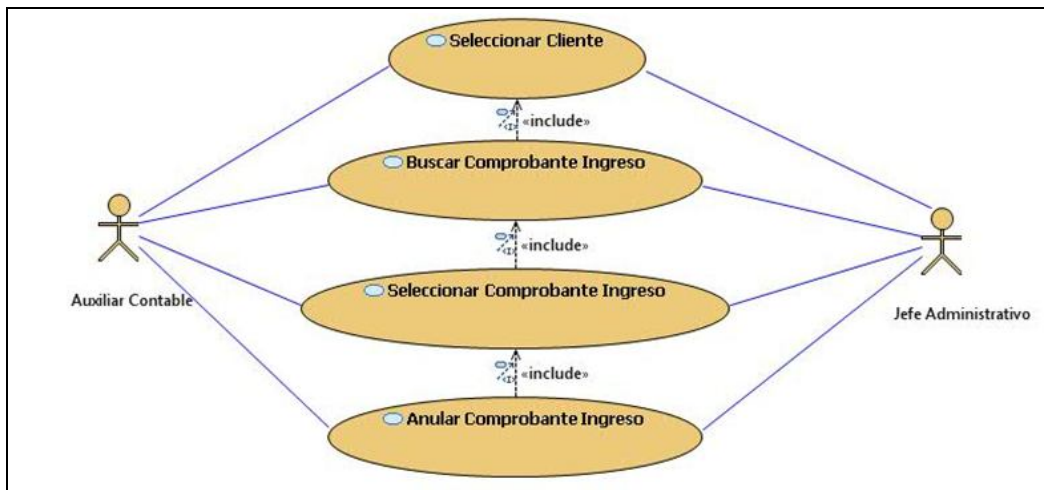 Seleccionar Cliente
«include»
Buscar Comprobante Ingreso
«include»
Auxiliar Contable
Seleccionar Comprobante Ingreso
Jefe Administrativo
«include»
Anular Comprobante Ingreso